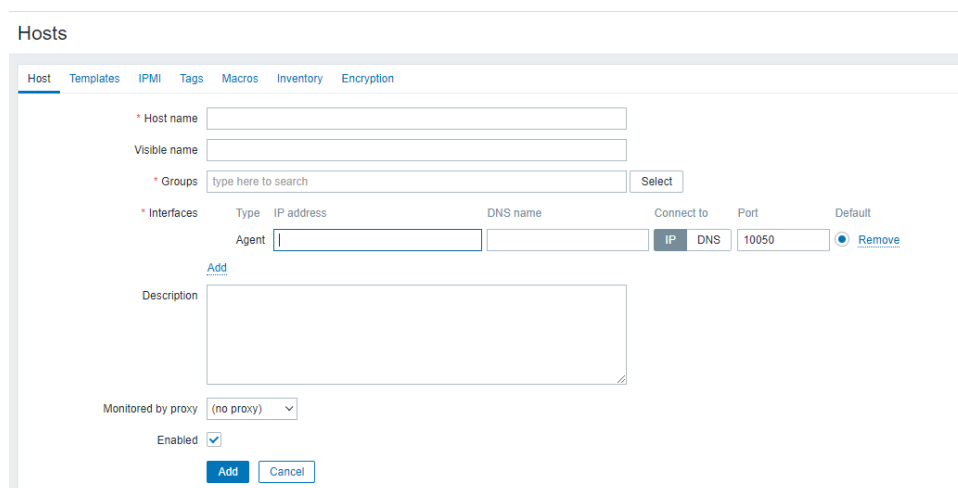 Hosts
Host Templates IPMI Tags Macros Inventory Encryption
* Host name
Visible name
* Groups type here to search Select
* Interfaces Type IP address DNS name Connect to Port Default
Agent IP DNS 10050 Remove
Add
Description
Monitored by proxy (no proxy)
Enabled
Add Cancel